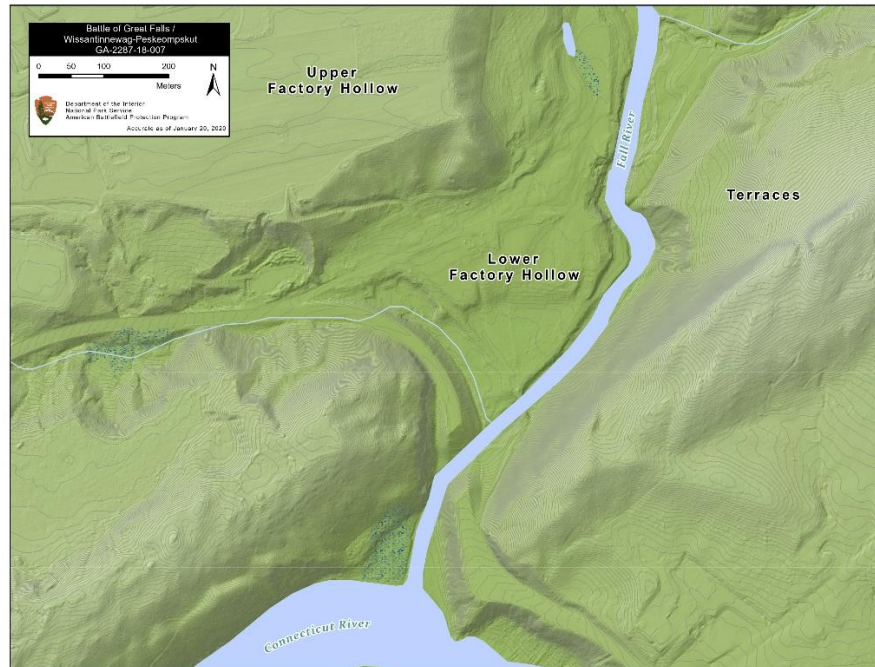 Battle of Great Falls /
Wissantinnewag-Peskeompskut
GA-2287-18-007
0 50 100 200
Meters
N
Department of the Interior
National Park Service
American Battlefield Protection Program
Accurate as of January 20, 2020
Upper
Factory Hollow
Fall River
Terraces
Lower
Factory Hollow
Connecticut River